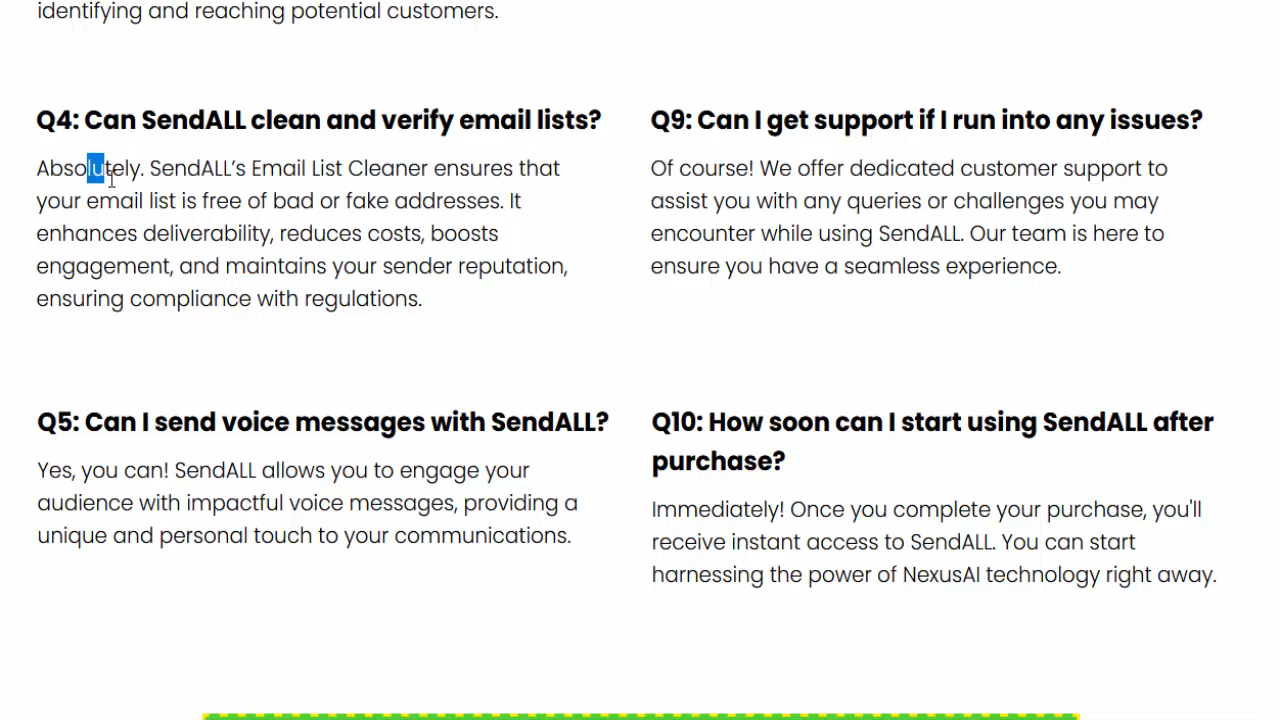 identifying and reaching potential customers.
Q4: Can SendALL clean and verify email lists?
Absolutely. SendALL’s Email List Cleaner ensures that
your email list is free of bad or fake addresses. It
enhances deliverability, reduces costs, boosts
engagement, and maintains your sender reputation,
ensuring compliance with regulations.
Q5: Can I send voice messages with SendALL?
Yes, you can! SendALL allows you to engage your
audience with impactful voice messages, providing a
unique and personal touch to your communications.
Q9: Can I get support if I run into any issues?
Of course! We offer dedicated customer support to
assist you with any queries or challenges you may
encounter while using SendALL. Our team is here to
ensure you have a seamless experience.
Q10: How soon can I start using SendALL after
purchase?
Immediately! Once you complete your purchase, you'll
receive instant access to SendALL. You can start
harnessing the power of NexusAI technology right away.